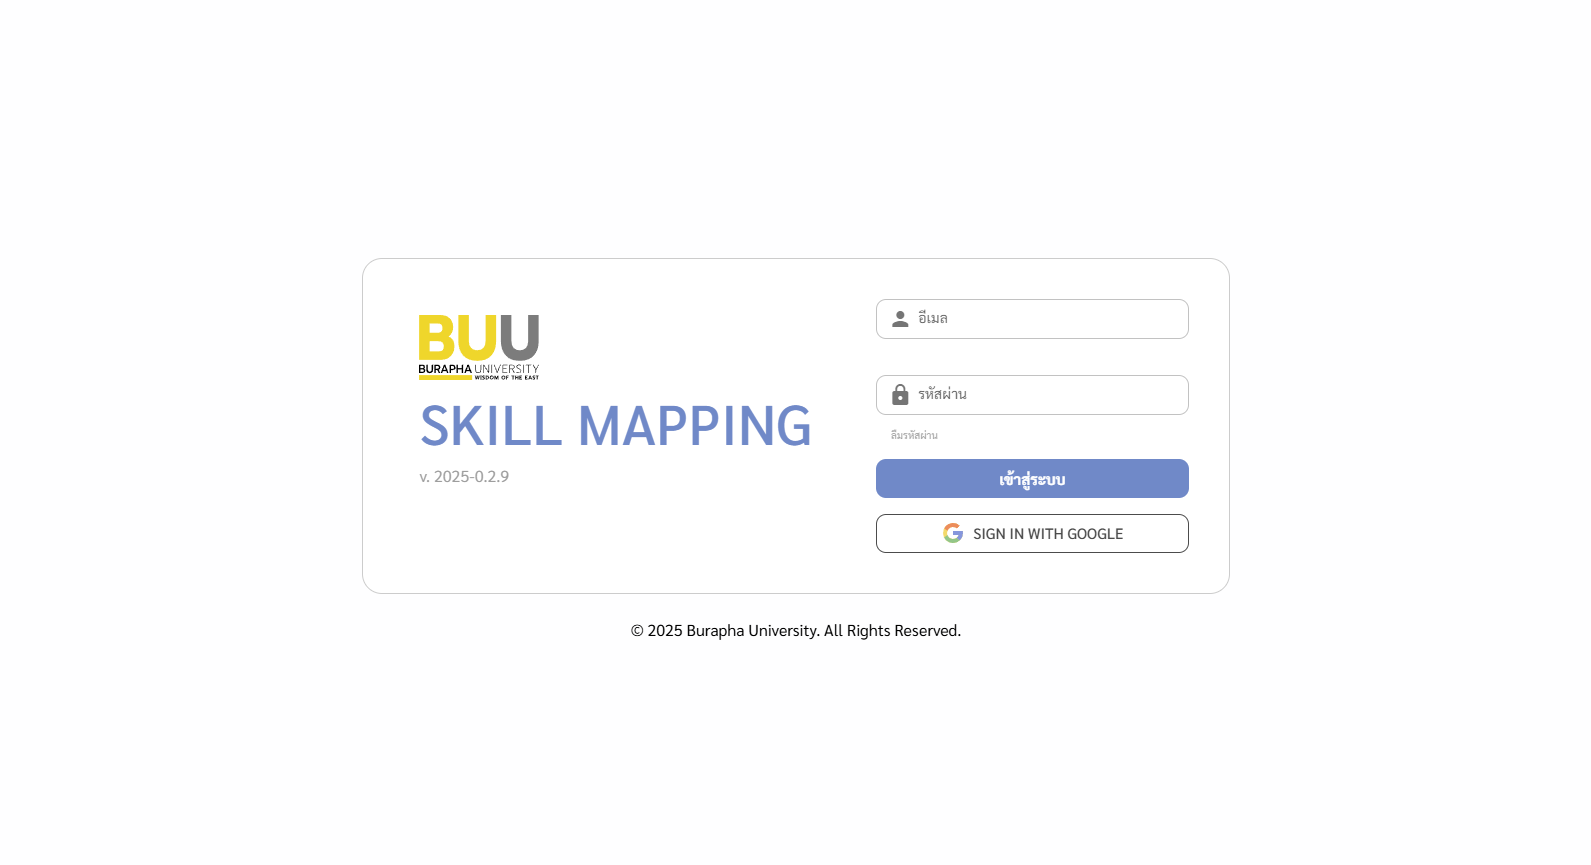 BUU
BURAPHA UNIVERSITY
WISDOM OF THE EAST
SKILL MAPPING
v. 2025-0.2.9
อีเมล
รหัสผ่าน
ลืมรหัสผ่าน
เข้าสู่ระบบ
SIGN IN WITH GOOGLE
© 2025 Burapha University. All Rights Reserved.